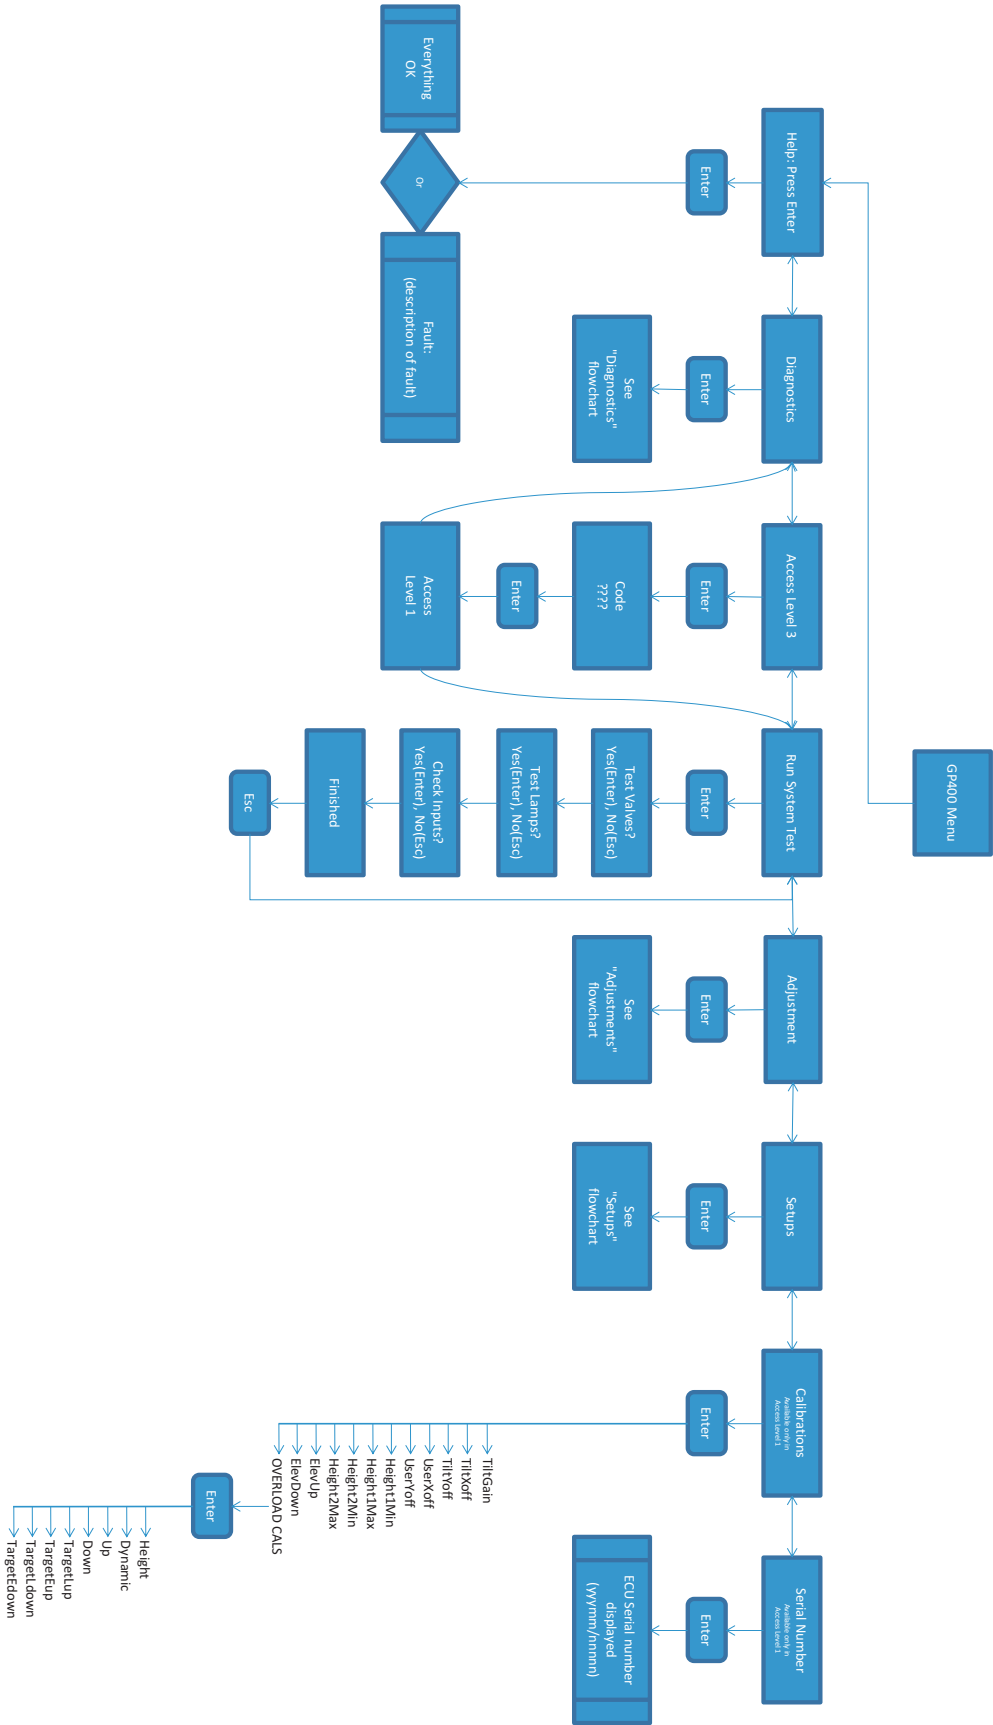 GP400 Menu
Help: Press Enter
Diagnostics
Access Level 3
Run System Test
Adjustment
Setups
Calibrations
Available only in
Access Level 1
Serial Number
Available only in
Access Level 1
Enter
Enter
Enter
Enter
Enter
Enter
Enter
Enter
Everything
OK
Or
Fault:
(description of fault)
See
"Diagnostics"
flowchart
Code
????
Enter
Access
Level 1
Test Valves?
Yes(Enter), No(Esc)
Test Lamps?
Yes(Enter), No(Esc)
Check Inputs?
Yes(Enter), No(Esc)
Finished
Esc
See
"Adjustments"
flowchart
See
"Setups"
flowchart
TiltGain
TiltXoff
TiltYoff
UserXoff
UserYoff
Height1Min
Height1Max
Height2Min
Height2Max
ElevUp
ElevDown
OVERLOAD CALS
Enter
Height
Dynamic
Up
Down
TargetLup
TargetEup
TargetLdown
TargetEdown
ECU Serial number
displayed
(yyymm/nnnnn)